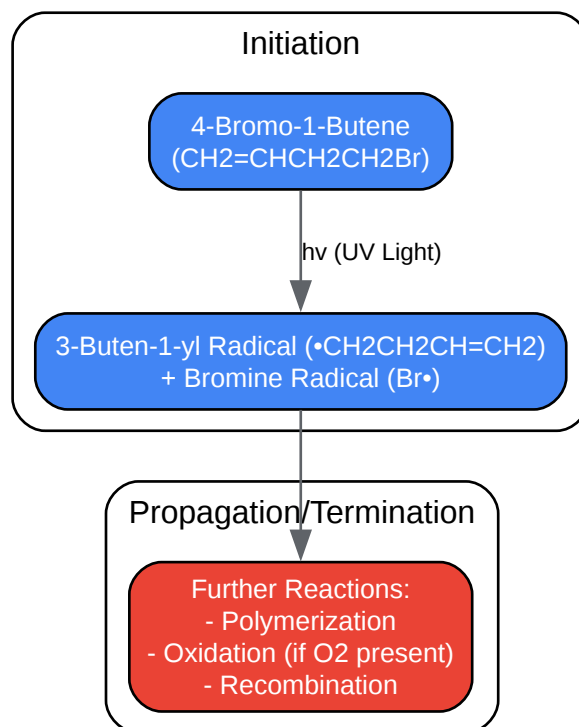 Initiation
4-Bromo-1-Butene
(CH2=CHCH2CH2Br)
hv (UV Light)
3-Buten-1-yl Radical (•CH2CH2CH=CH2)
+ Bromine Radical (Br•)
Propagation/Termination
Further Reactions:
- Polymerization
- Oxidation (if O2 present)
- Recombination